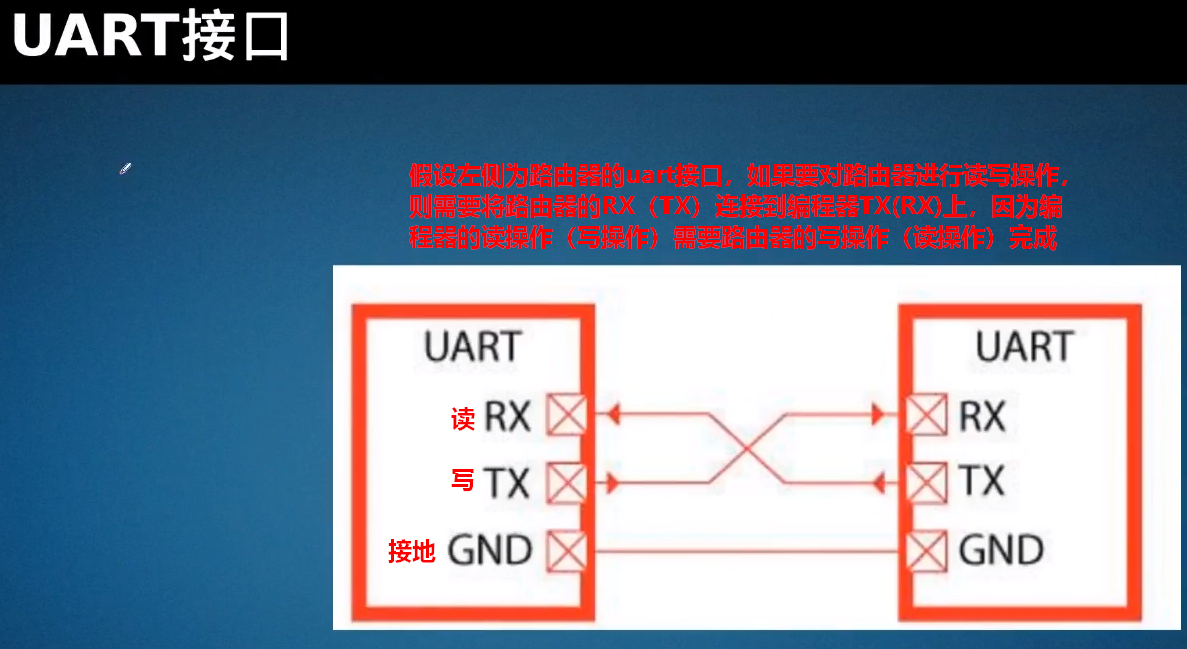 UART接口
假设左侧为路由器的uart接口，如果要对路由器进行读写操作，
则需要将路由器的RX（TX）连接到编程器TX(RX)上，因为编
程器的读操作（写操作）需要路由器的写操作（读操作）完成
UART
UART
读 RX
RX
写 TX
TX
接地 GND
GND